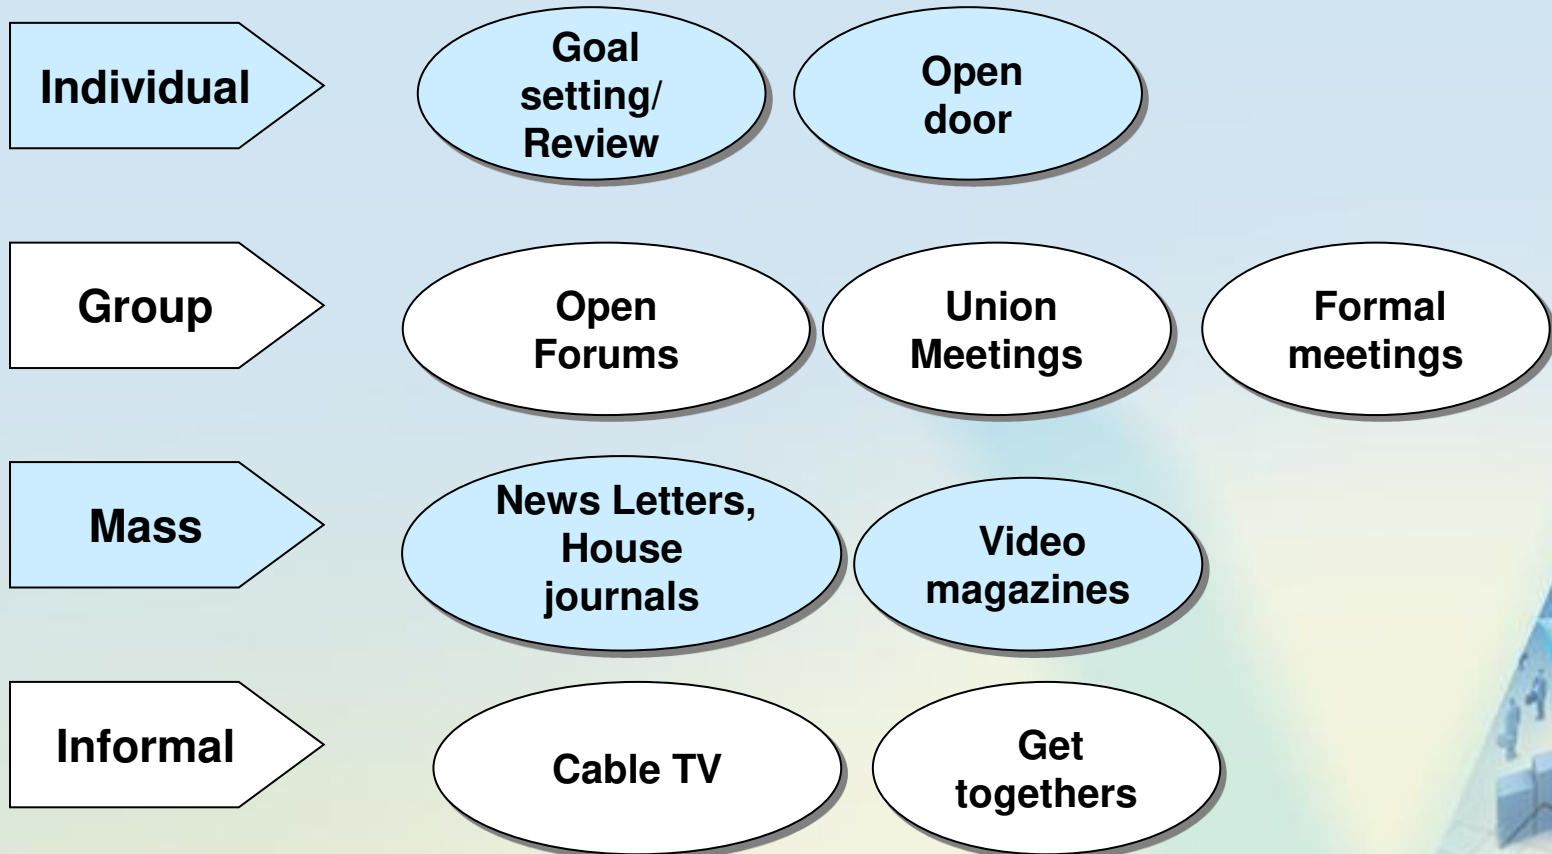 Individual
Goal
setting/
Review
Open
door
Group
Open
Forums
Union
Meetings
Formal
meetings
Mass
News Letters,
House
journals
Video
magazines
Informal
Cable TV
Get
togethers